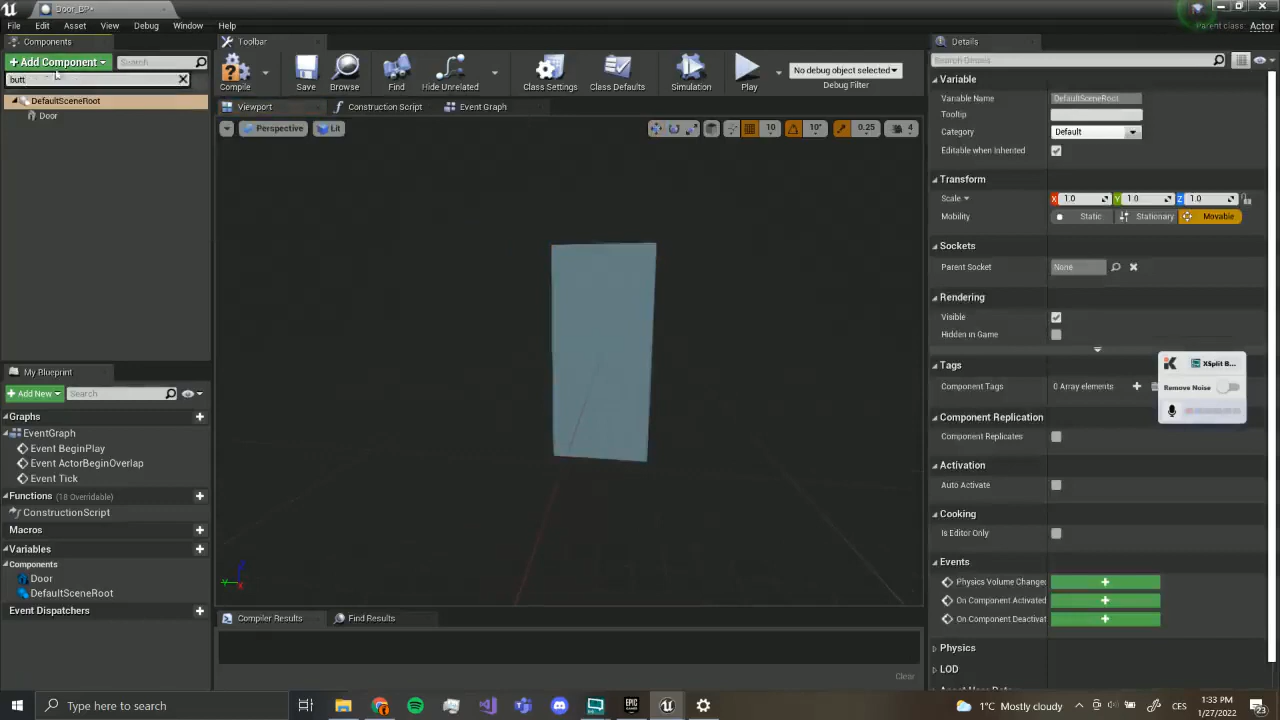 Door_BP*
Parent class: Actor
File Edit Asset View Debug Window Help
Components
Toolbar
Details
+ Add Component
Search
butt
DefaultSceneRoot
Door
Compile
Save
Browse
Find
Hide Unrelated
Class Settings
Class Defaults
Simulation
Play
No debug object selected
Debug Filter
Viewport
Construction Script
Event Graph
Perspective
Lit
10
10°
0.25
4
Search Details
Variable
Variable Name DefaultSceneRoot
Tooltip
Category Default
Editable when Inherited
Transform
Scale X 1.0 Y 1.0 Z 1.0
Mobility Static Stationary Movable
Sockets
Parent Socket None
Rendering
Visible
Hidden in Game
Tags
Component Tags 0 Array elements
XSplit B...
Remove Noise
Component Replication
Component Replicates
Activation
Auto Activate
Cooking
Is Editor Only
Events
Physics Volume Changed
On Component Activated
On Component Deactivat
Physics
LOD
My Blueprint
+ Add New
Search
Graphs
EventGraph
Event BeginPlay
Event ActorBeginOverlap
Event Tick
Functions (18 Overridable)
ConstructionScript
Macros
Variables
Components
Door
DefaultSceneRoot
Event Dispatchers
Compiler Results
Find Results
Clear
Type here to search
EPIC GAMES
1°C Mostly cloudy
CES
1:33 PM
1/27/2022
23